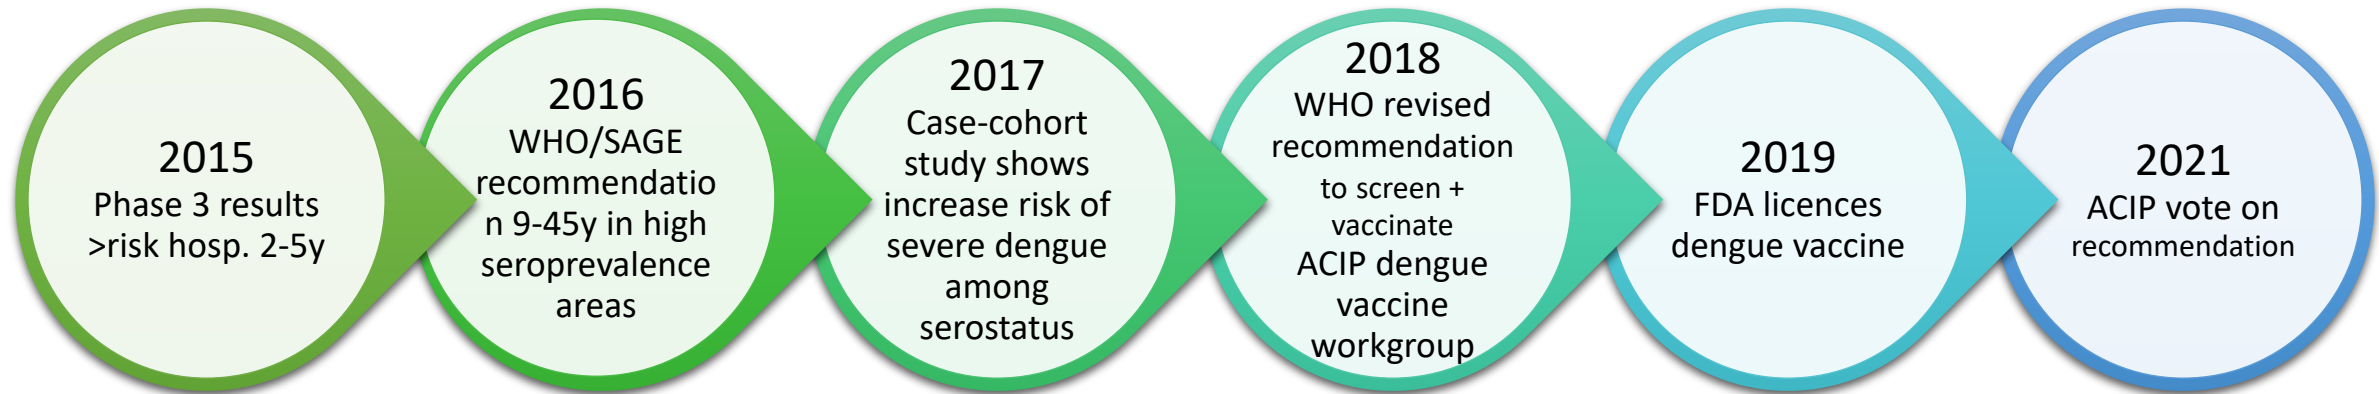 2015
Phase 3 results
>risk hosp. 2-5y
2016
WHO/SAGE
recommendatio
n 9-45y in high
seroprevalence
areas
2017
Case-cohort
study shows
increase risk of
severe dengue
among
serostatus
2018
WHO revised
recommendation
to screen +
vaccinate
ACIP dengue
vaccine
workgroup
2019
FDA licences
dengue vaccine
2021
ACIP vote on
recommendation